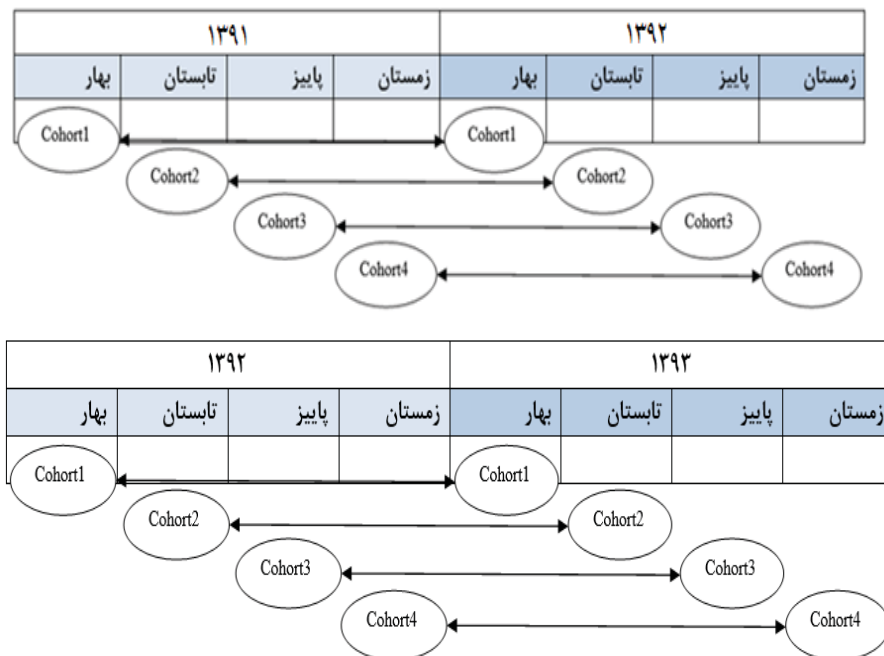 ۱۳۹۱ ۱۳۹۲
بهار تابستان پاییز زمستان بهار تابستان پاییز زمستان
Cohort1 Cohort1
Cohort2 Cohort2
Cohort3 Cohort3
Cohort4 Cohort4
۱۳۹۲ ۱۳۹۳
بهار تابستان پاییز زمستان بهار تابستان پاییز زمستان
Cohort1 Cohort1
Cohort2 Cohort2
Cohort3 Cohort3
Cohort4 Cohort4